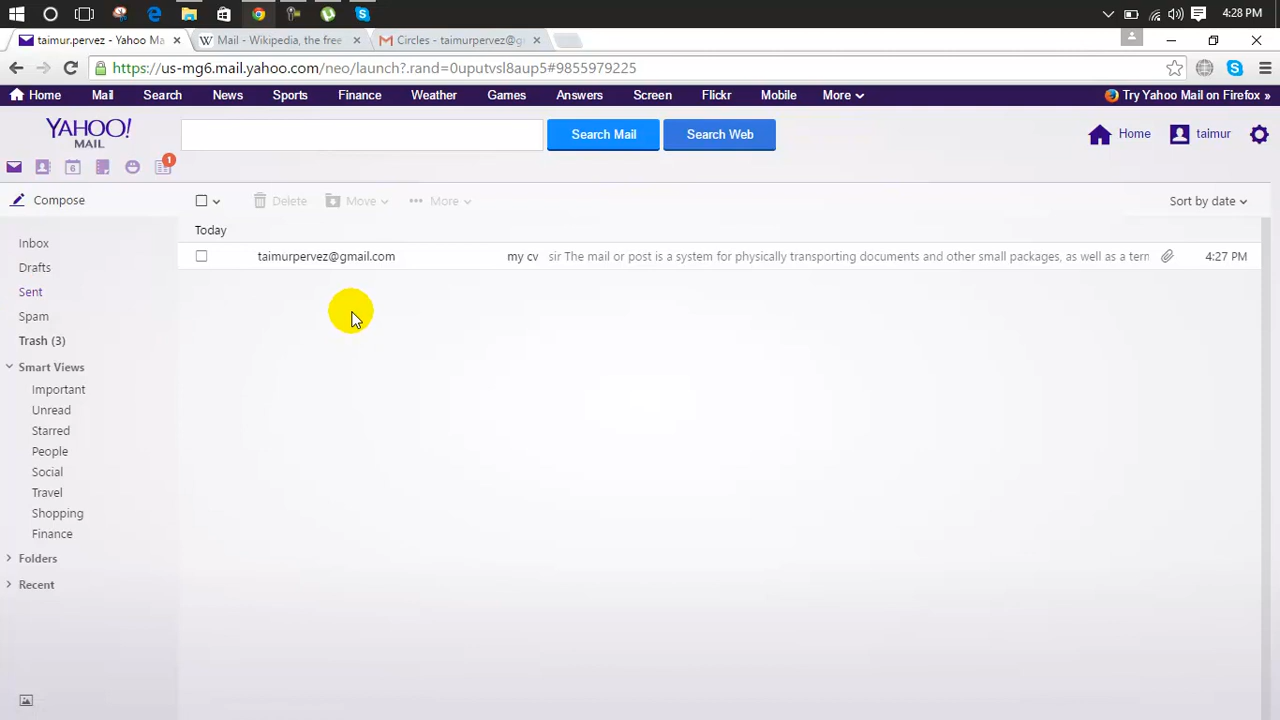 4:28 PM
taimur.pervez - Yahoo Ma
Mail - Wikipedia, the free
Circles - taimurpervez@g
https://us-mg6.mail.yahoo.com/neo/launch?.rand=0uputvsl8aup5#9855979225
Home Mail Search News Sports Finance Weather Games Answers Screen Flickr Mobile More Try Yahoo Mail on Firefox »
YAHOO!
MAIL
Search Mail Search Web Home taimur
6 1
Compose Delete Move More Sort by date
Today
Inbox
taimurpervez@gmail.com my cv sir The mail or post is a system for physically transporting documents and other small packages, as well as a tern 4:27 PM
Drafts
Sent
Spam
Trash (3)
Smart Views
Important
Unread
Starred
People
Social
Travel
Shopping
Finance
Folders
Recent